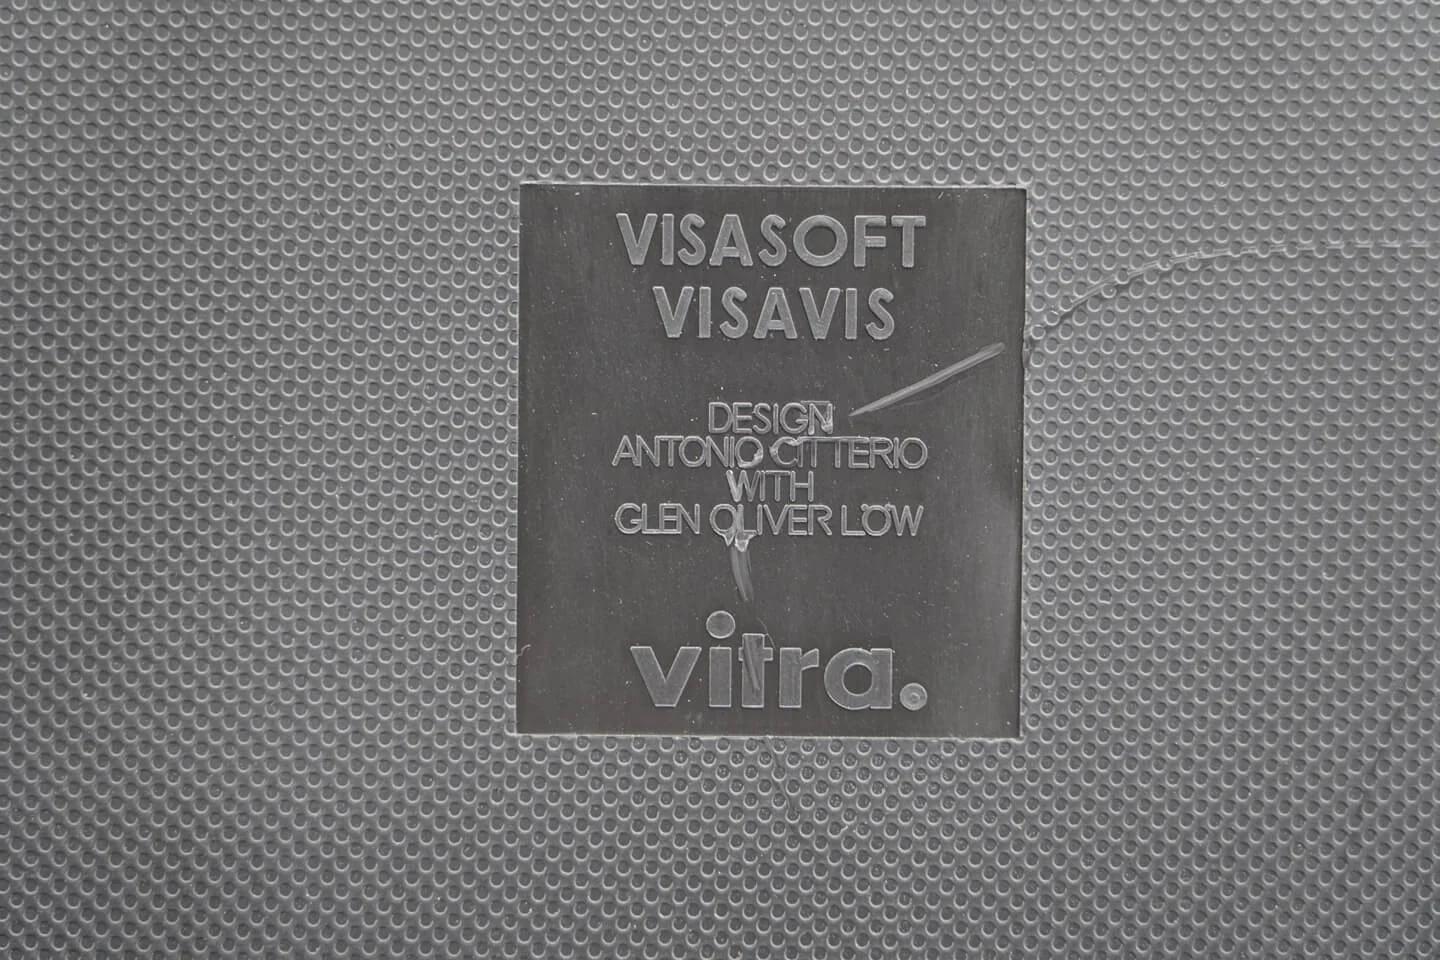 VISASOFT
VISAVIS
DESIGN
ANTONIO CITTERIO
WITH
GLEN OLIVER LÖW
vitra.